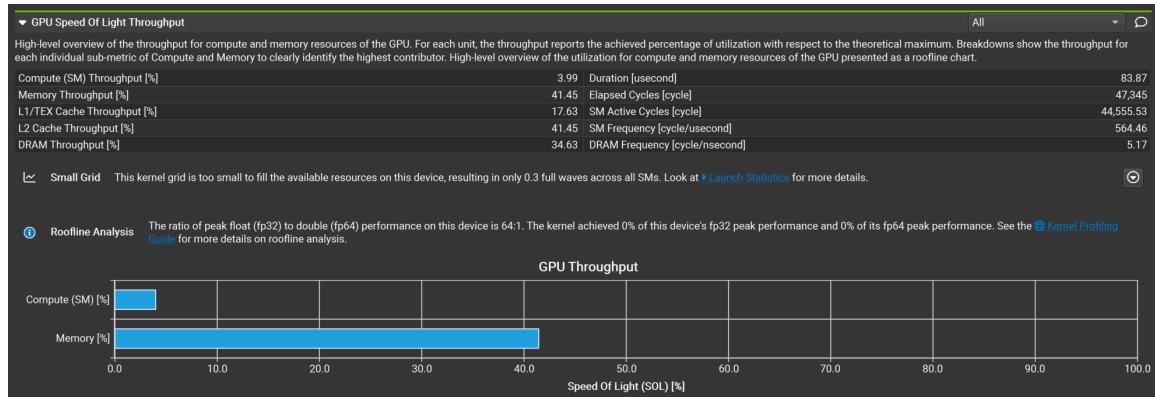 GPU Speed Of Light Throughput
All
High-level overview of the throughput for compute and memory resources of the GPU. For each unit, the throughput reports the achieved percentage of utilization with respect to the theoretical maximum. Breakdowns show the throughput for
each individual sub-metric of Compute and Memory to clearly identify the highest contributor. High-level overview of the utilization for compute and memory resources of the GPU presented as a roofline chart.
Compute (SM) Throughput [%] 3.99 Duration [usecond] 83.87
Memory Throughput [%] 41.45 Elapsed Cycles [cycle] 47,345
L1/TEX Cache Throughput [%] 17.63 SM Active Cycles [cycle] 44,555.53
L2 Cache Throughput [%] 41.45 SM Frequency [cycle/usecond] 564.46
DRAM Throughput [%] 34.63 DRAM Frequency [cycle/nsecond] 5.17
Small Grid This kernel grid is too small to fill the available resources on this device, resulting in only 0.3 full waves across all SMs. Look at Launch Statistics for more details.
Roofline Analysis The ratio of peak float (fp32) to double (fp64) performance on this device is 64:1. The kernel achieved 0% of this device's fp32 peak performance and 0% of its fp64 peak performance. See the Kernel Profiling
Guide for more details on roofline analysis.
GPU Throughput
Compute (SM) [%]
Memory [%]
0.0 10.0 20.0 30.0 40.0 50.0 60.0 70.0 80.0 90.0 100.0
Speed Of Light (SOL) [%]